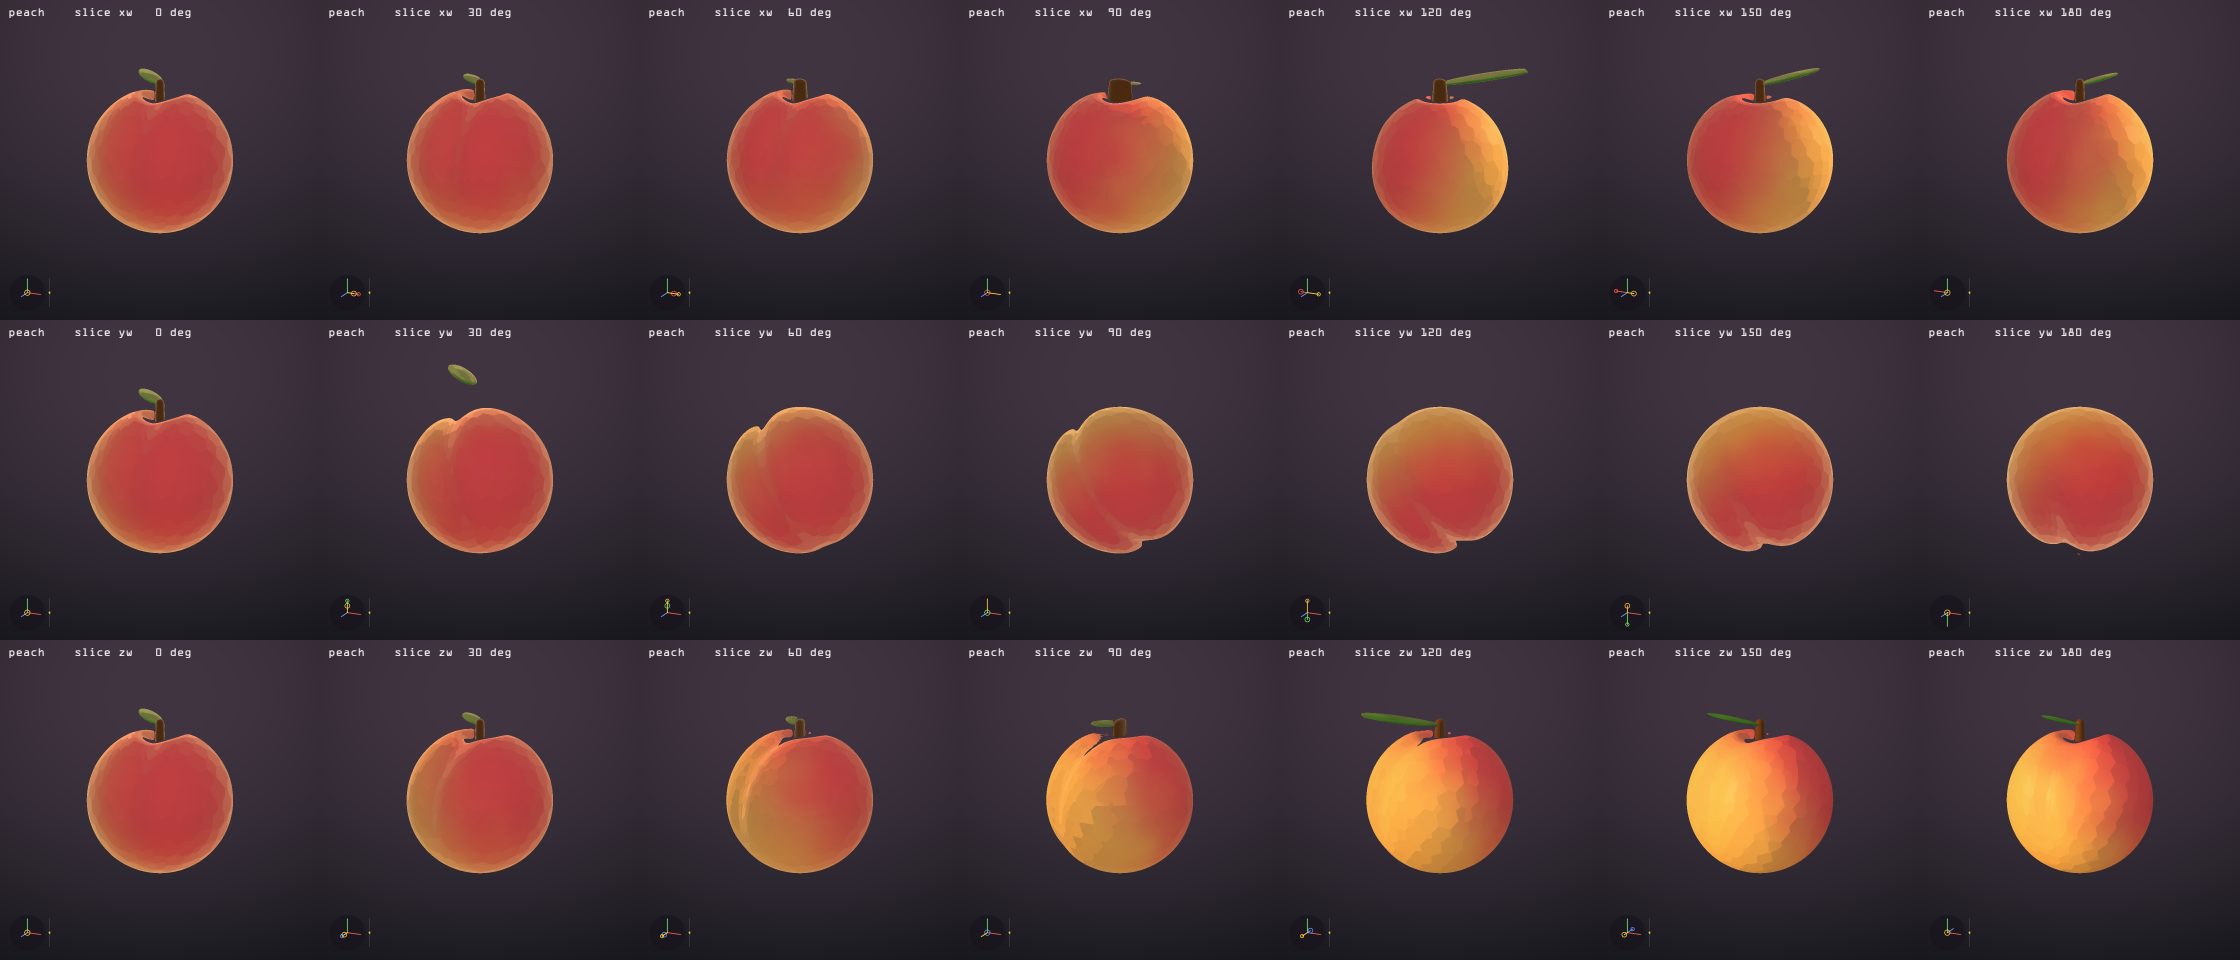 peach    slice xw   0 deg
peach    slice xw  30 deg
peach    slice xw  60 deg
peach    slice xw  90 deg
peach    slice xw 120 deg
peach    slice xw 150 deg
peach    slice xw 180 deg
peach    slice yw   0 deg
peach    slice yw  30 deg
peach    slice yw  60 deg
peach    slice yw  90 deg
peach    slice yw 120 deg
peach    slice yw 150 deg
peach    slice yw 180 deg
peach    slice zw   0 deg
peach    slice zw  30 deg
peach    slice zw  60 deg
peach    slice zw  90 deg
peach    slice zw 120 deg
peach    slice zw 150 deg
peach    slice zw 180 deg